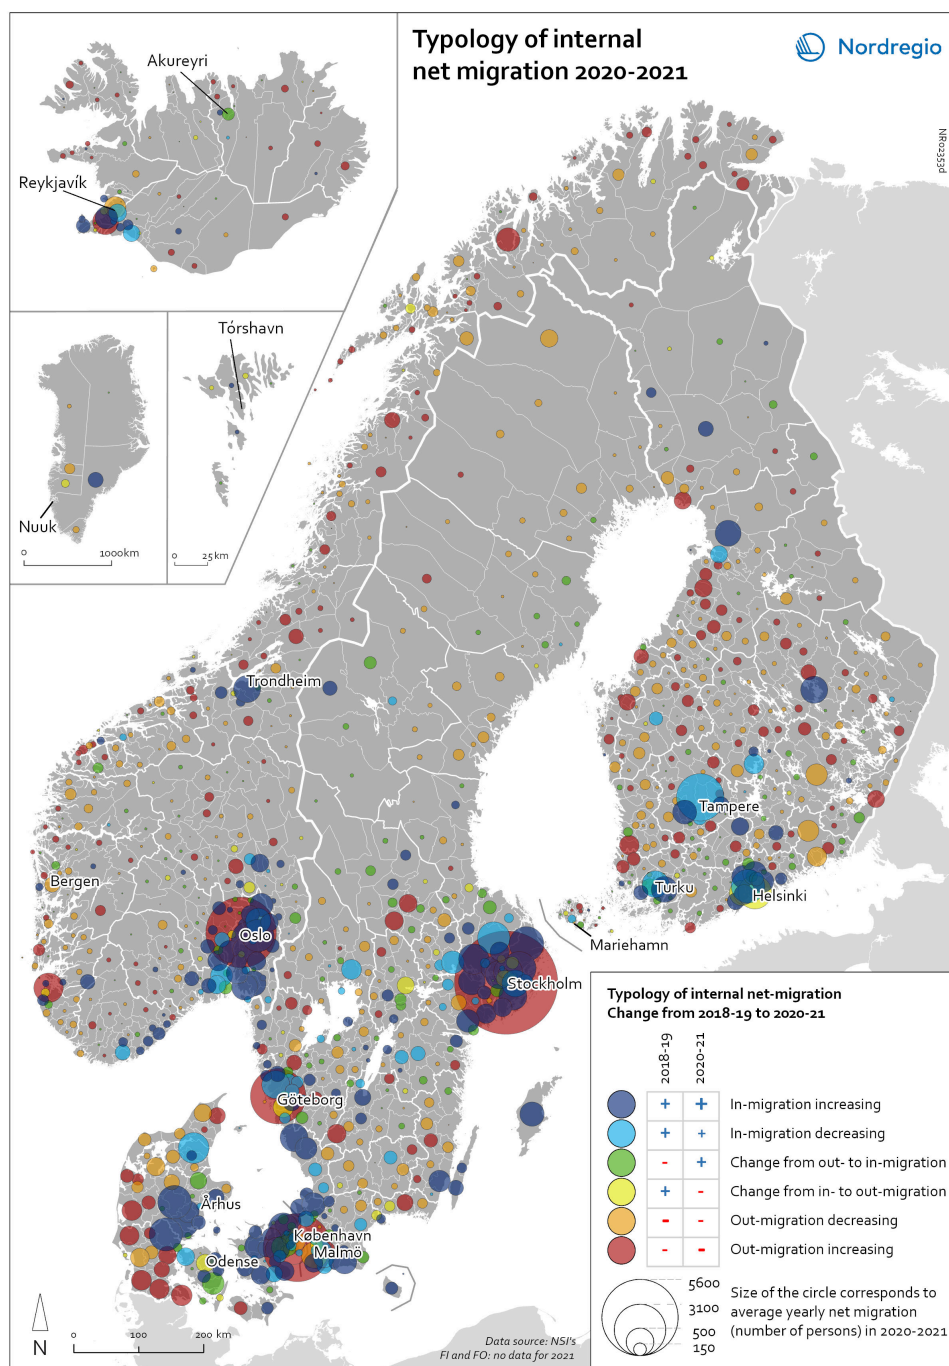 Typology of internal
net migration 2020-2021
Nordregio
NR02353d
Akureyri
Reykjavík
Tórshavn
Nuuk
0 1000km
0 25 km
Trondheim
Bergen
Oslo
Tampere
Turku
Helsinki
Mariehamn
Stockholm
Göteborg
Århus
København
Malmö
Odense
N
0 100 200 km
Data source: NSI's
FI and FO: no data for 2021
Typology of internal net-migration
Change from 2018-19 to 2020-21
2018-19 2020-21
+ + In-migration increasing
+ + In-migration decreasing
- + Change from out- to in-migration
+ - Change from in- to out-migration
- - Out-migration decreasing
- - Out-migration increasing
5600
3100
500
150
Size of the circle corresponds to
average yearly net migration
(number of persons) in 2020-2021